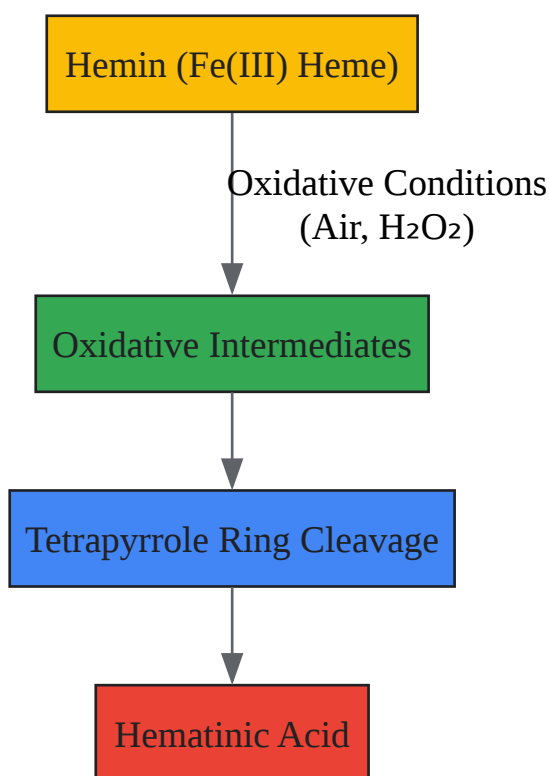 Hemin (Fe(III) Heme)
Oxidative Conditions
(Air, H₂O₂)
Oxidative Intermediates
Tetrapyrrole Ring Cleavage
Hematinic Acid